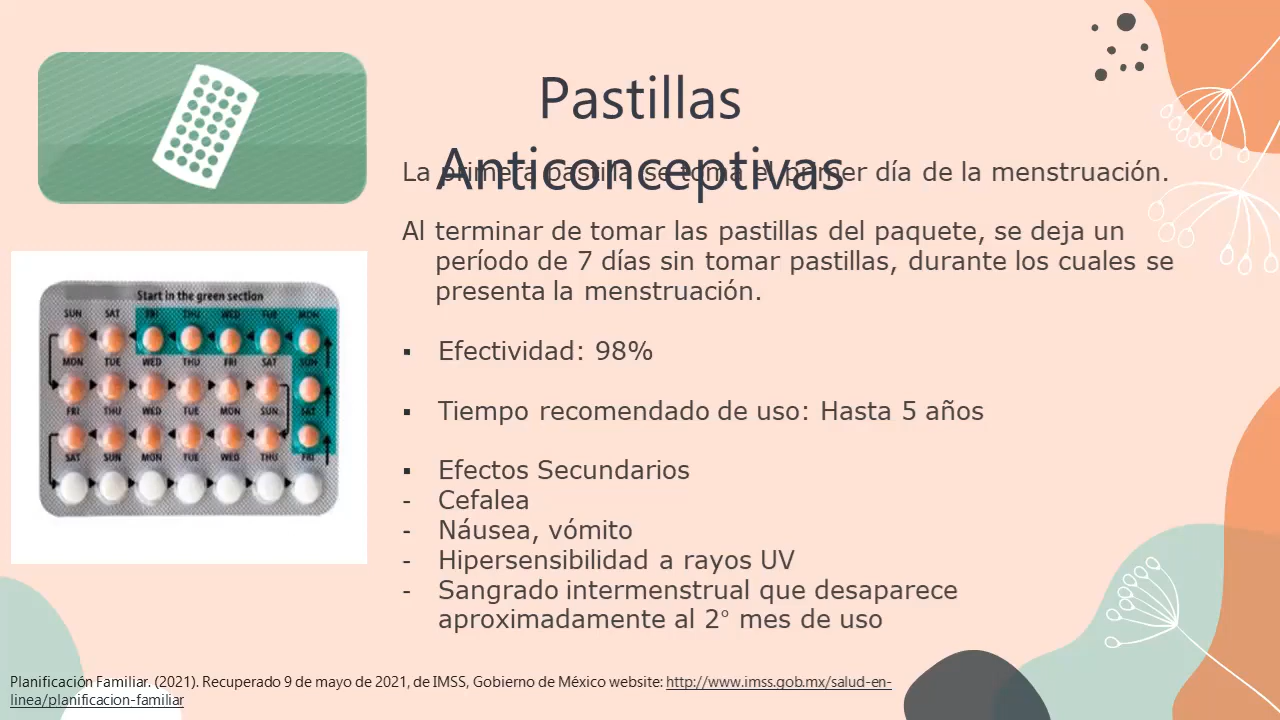 Pastillas
Anticonceptivas
La primera pastilla se toma el primer día de la menstruación.
Al terminar de tomar las pastillas del paquete, se deja un
período de 7 días sin tomar pastillas, durante los cuales se
presenta la menstruación.
▪ Efectividad: 98%
▪ Tiempo recomendado de uso: Hasta 5 años
▪ Efectos Secundarios
- Cefalea
- Náusea, vómito
- Hipersensibilidad a rayos UV
- Sangrado intermenstrual que desaparece
aproximadamente al 2° mes de uso
Start in the green section
SUN SAT FRI THU WED TUE MON
MON TUE WED THU FRI SAT SUN
FRI THU WED TUE MON SUN SAT
SAT SUN MON TUE WED THU FRI
Planificación Familiar. (2021). Recuperado 9 de mayo de 2021, de IMSS, Gobierno de México website: http://www.imss.gob.mx/salud-en-
linea/planificacion-familiar